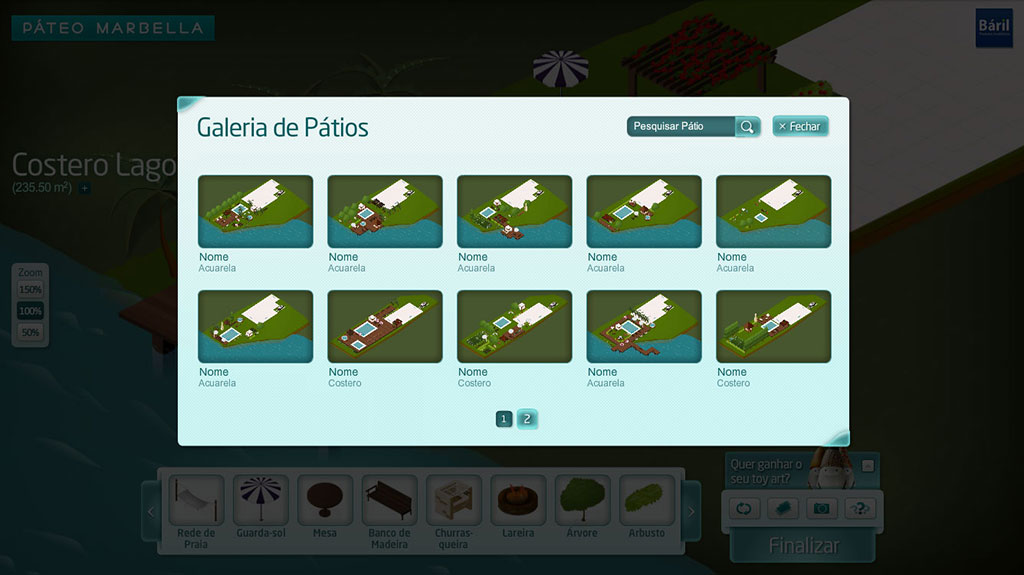 PÁTEO MARBELLA
Báril
Galeria de Pátios
Pesquisar Pátio
× Fechar
Costero Lago
(235.50 m²) +
Nome
Acuarela
Nome
Acuarela
Nome
Acuarela
Nome
Acuarela
Nome
Acuarela
Zoom
150%
100%
50%
Nome
Acuarela
Nome
Costero
Nome
Costero
Nome
Acuarela
Nome
Costero
1 2
Quer ganhar o
seu toy art?
Rede de
Praia
Guarda-sol
Mesa
Banco de
Madeira
Churras-
queira
Lareira
Árvore
Arbusto
Finalizar